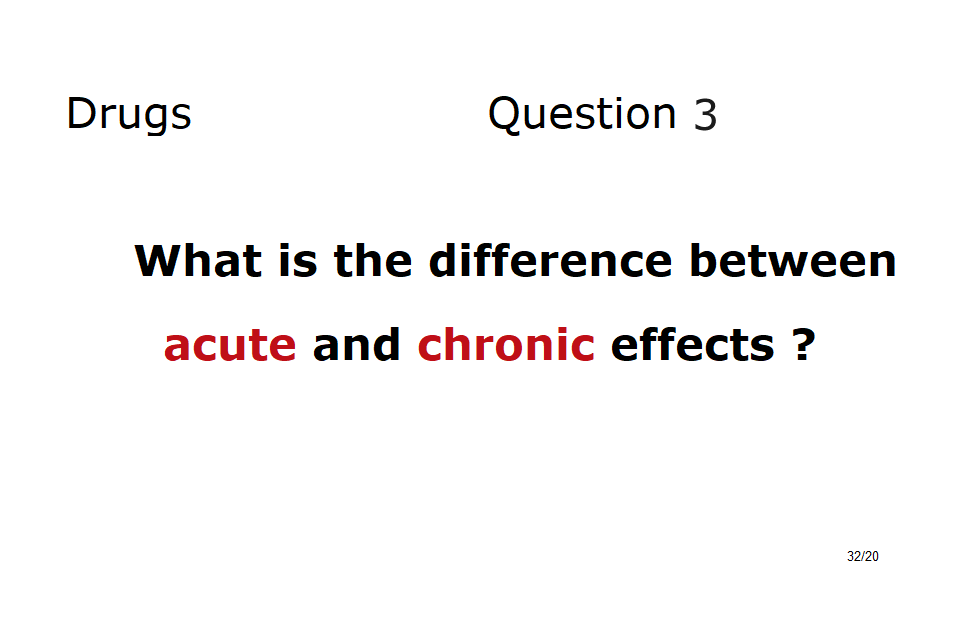 Drugs Question 3
What is the difference between
acute and chronic effects ?
32/20